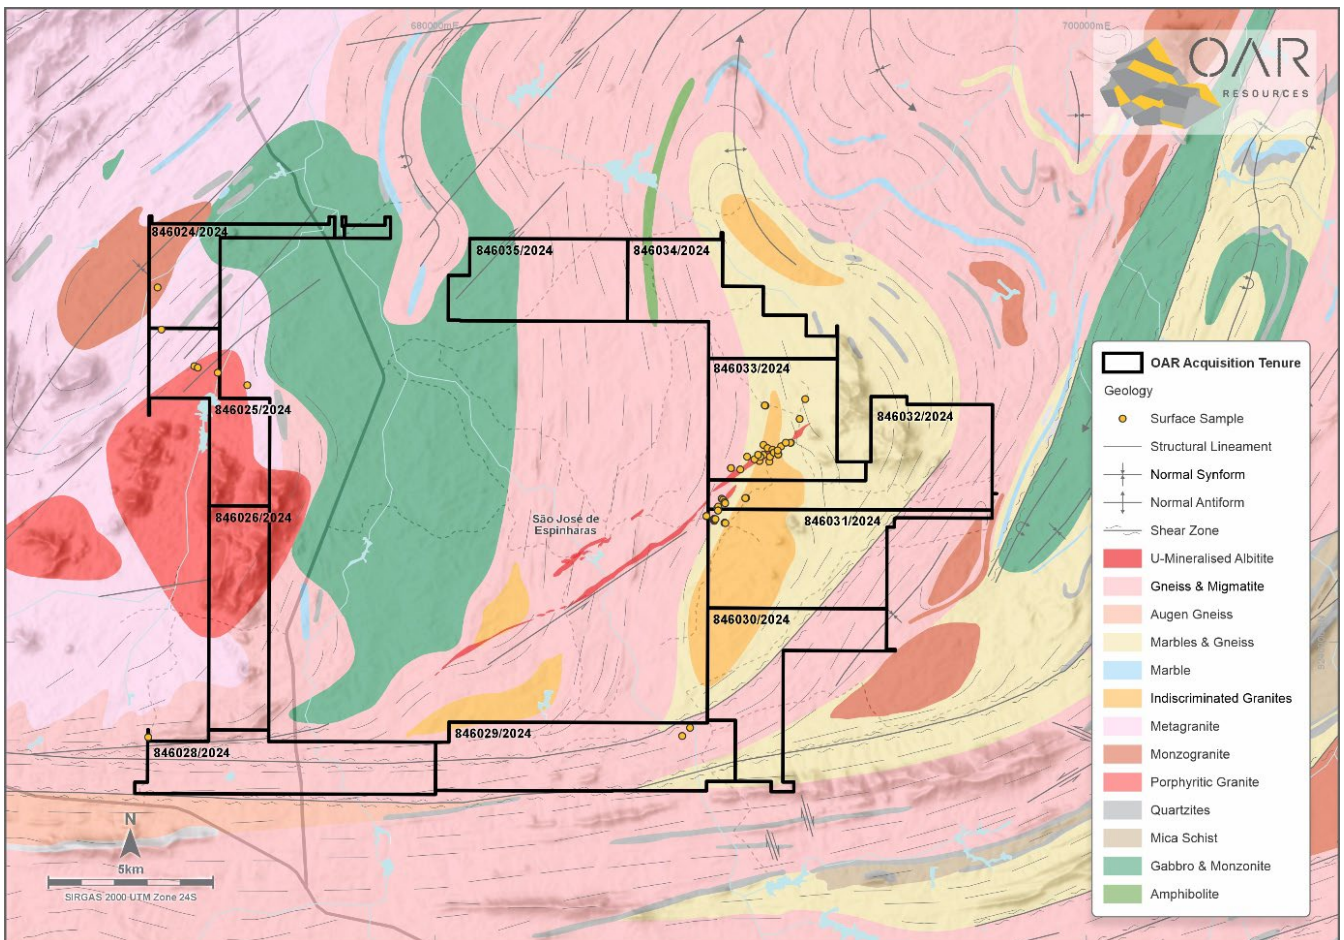 680000mE
700000mE
OAR
RESOURCES
846024/2024
846035/2024
846034/2024
846033/2024
846025/2024
846032/2024
846026/2024
São José de
Espinharas
846031/2024
846030/2024
846029/2024
846028/2024
N
5km
SIRGAS 2000 UTM Zone 24S
OAR Acquisition Tenure
Geology
Surface Sample
Structural Lineament
Normal Synform
Normal Antiform
Shear Zone
U-Mineralised Albitite
Gneiss & Migmatite
Augen Gneiss
Marbles & Gneiss
Marble
Indiscriminated Granites
Metagranite
Monzogranite
Porphyritic Granite
Quartzites
Mica Schist
Gabbro & Monzonite
Amphibolite